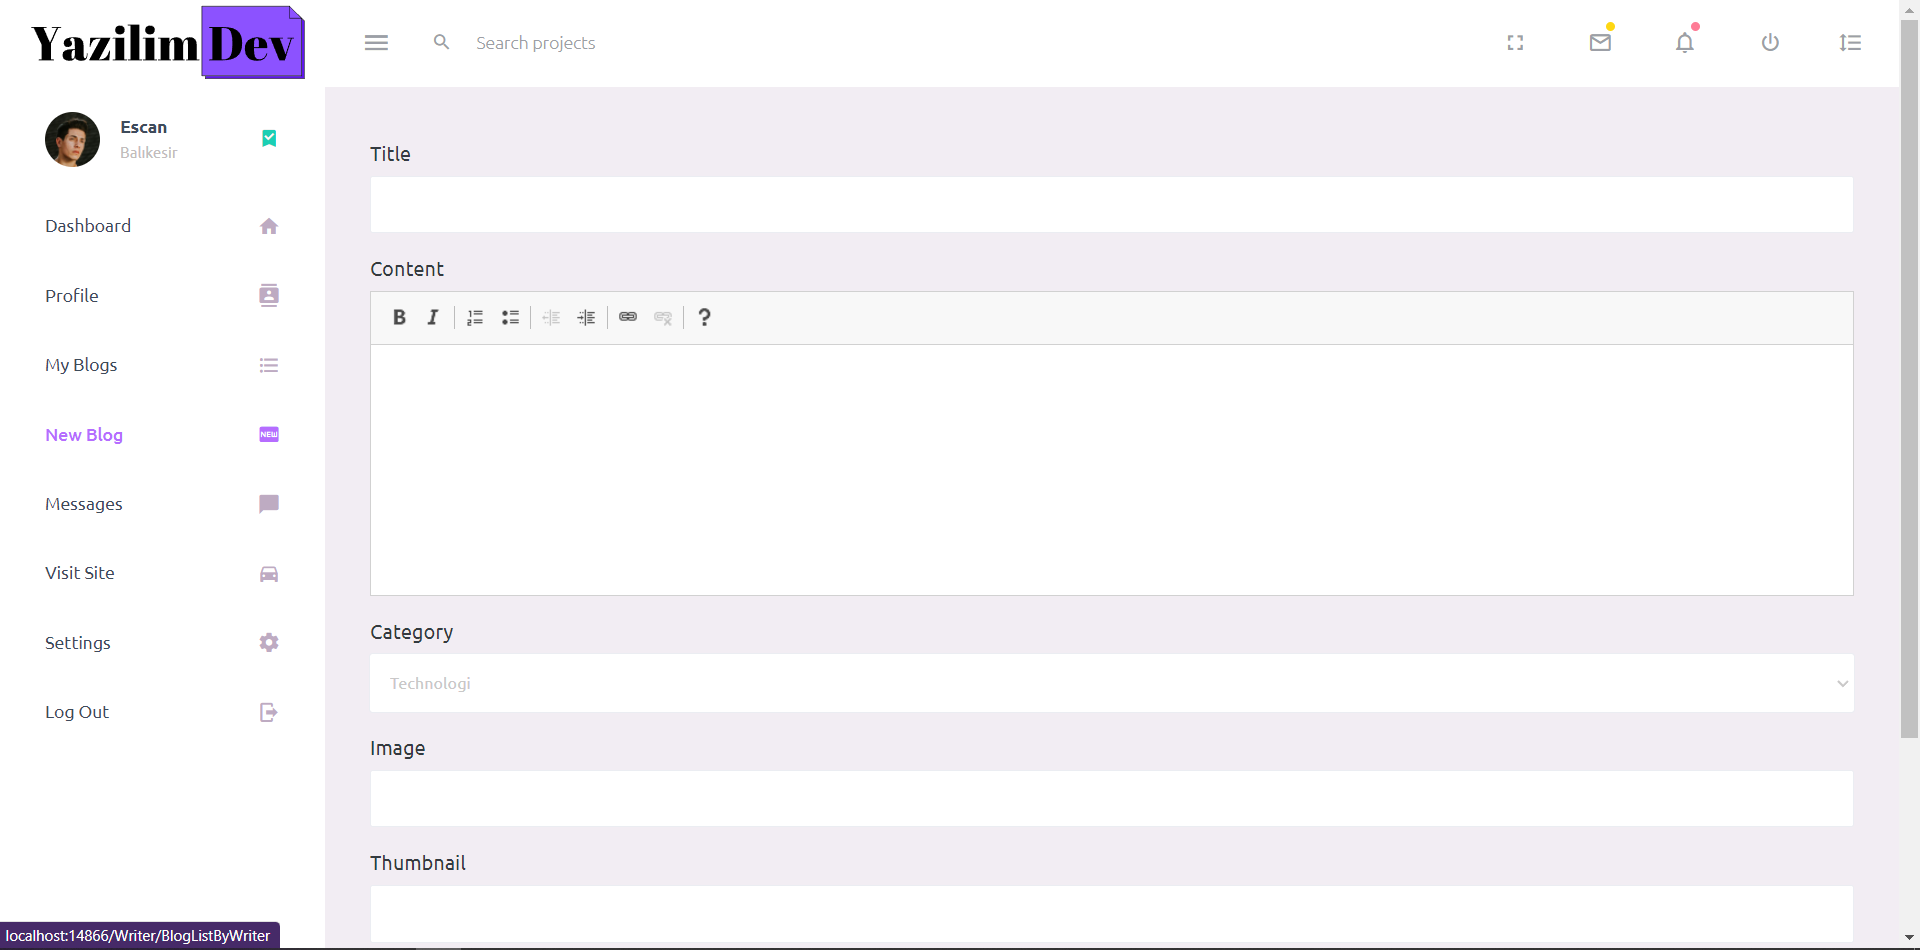 Yazilim Dev
Search projects
Escan
Balıkesir
Dashboard
Profile
My Blogs
New Blog
NEW
Messages
Visit Site
Settings
Log Out
Title
Content
B I ?
Category
Technologi
Image
Thumbnail
localhost:14866/Writer/BlogListByWriter